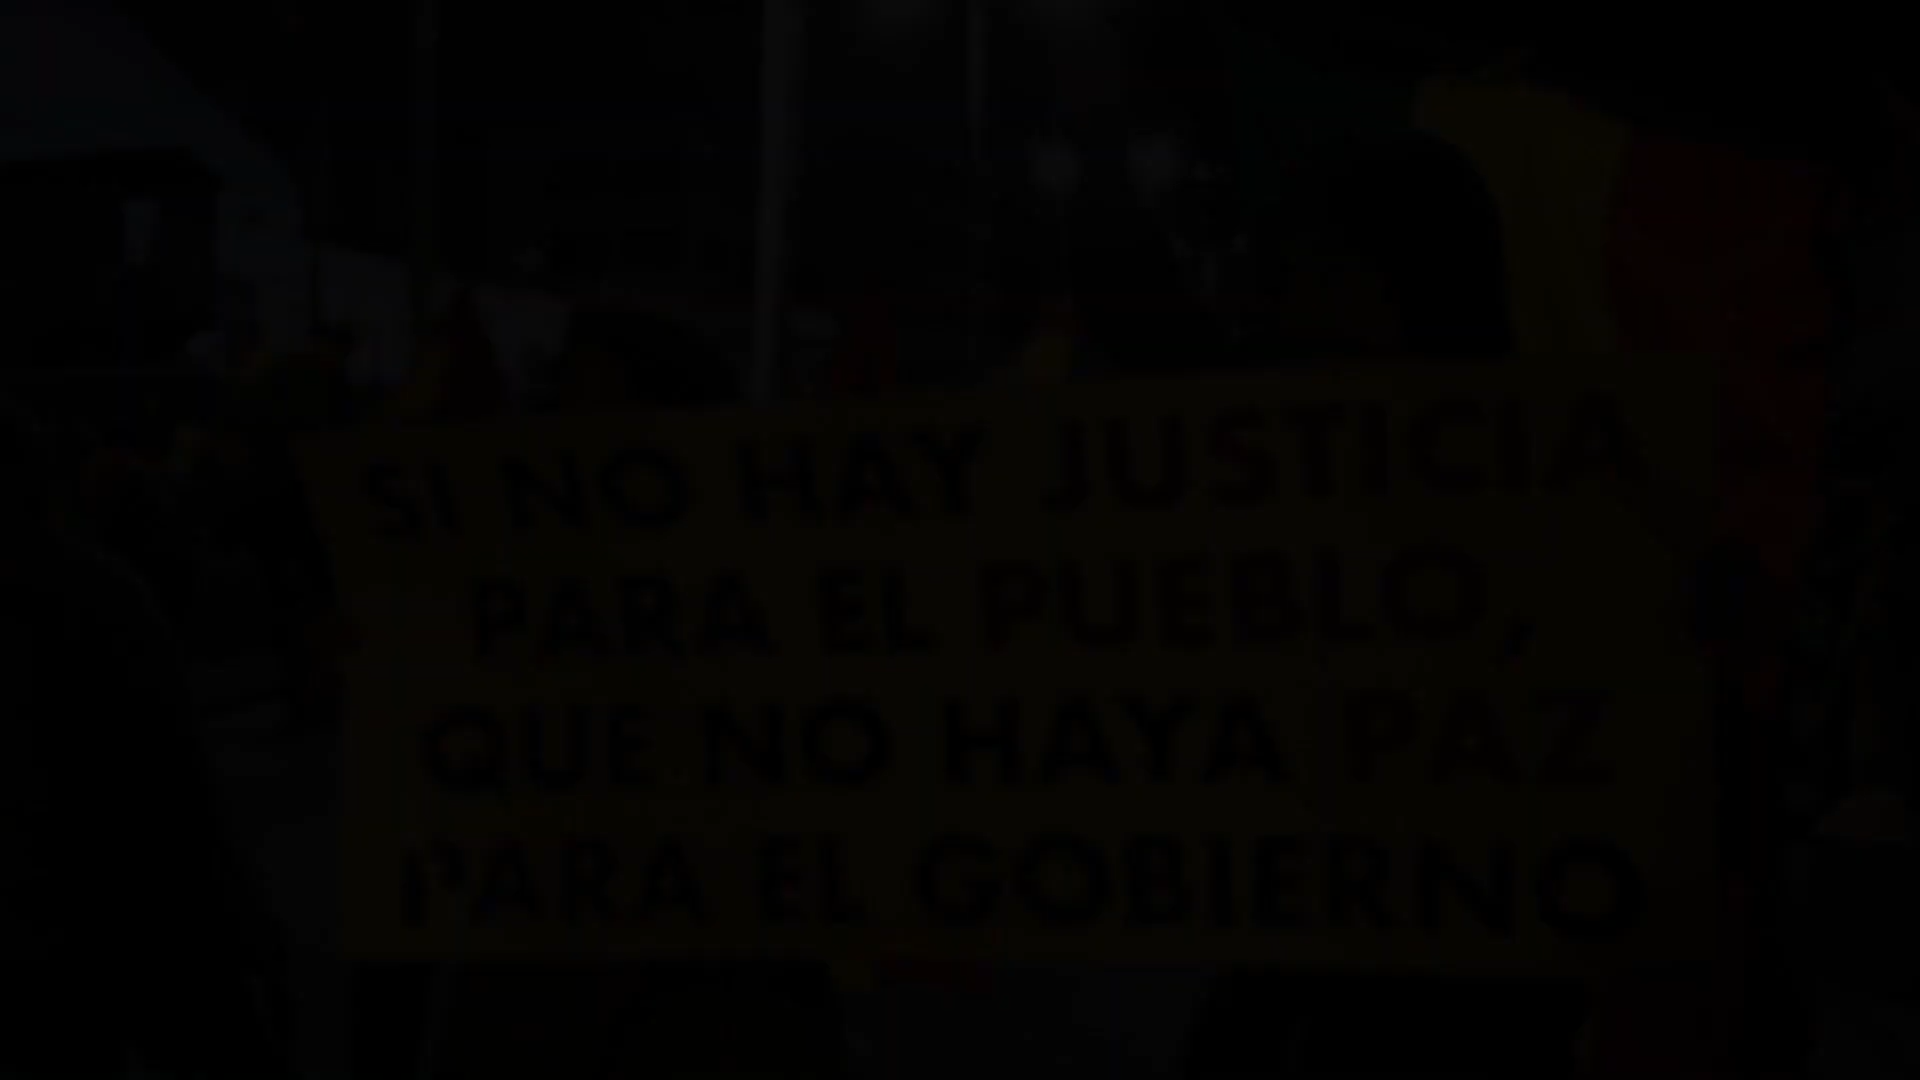 SI NO HAY JUSTICIA
PARA EL PUEBLO,
QUE NO HAYA PAZ
PARA EL GOBIERNO